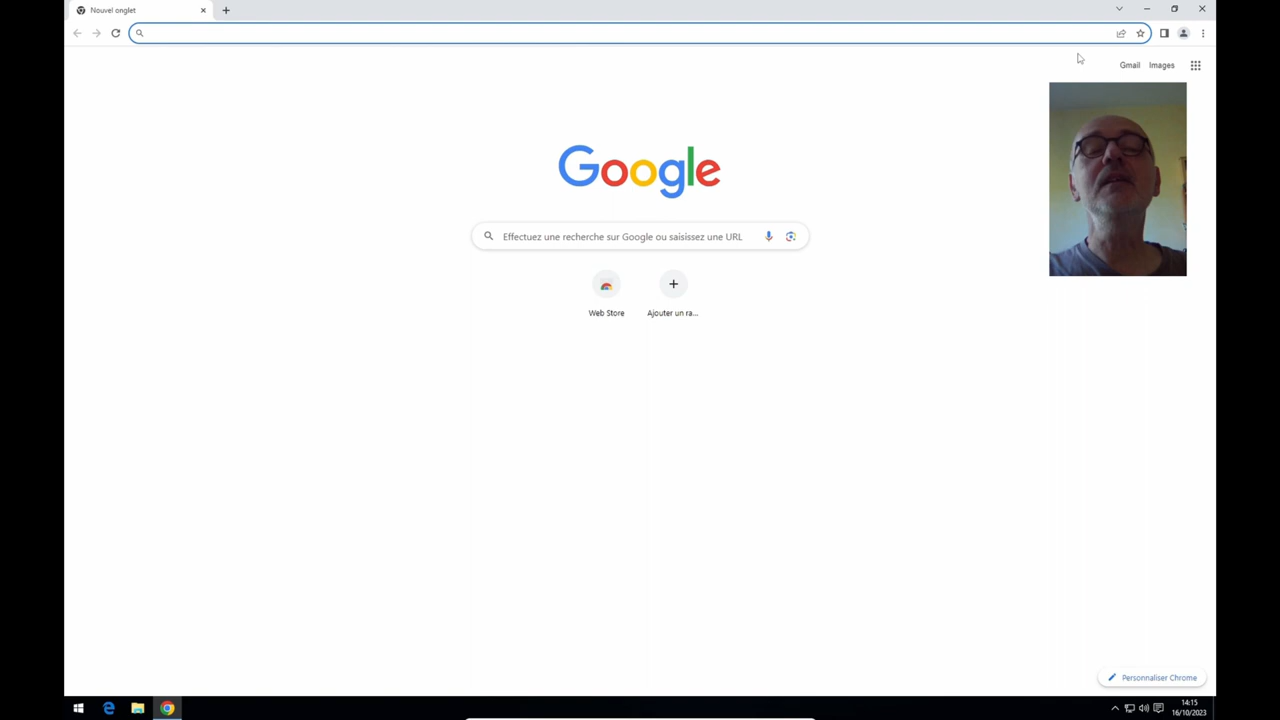 Nouvel onglet
Gmail Images
Google
Effectuez une recherche sur Google ou saisissez une URL
Web Store
Ajouter un ra...
Personnaliser Chrome
14:15
16/10/2023